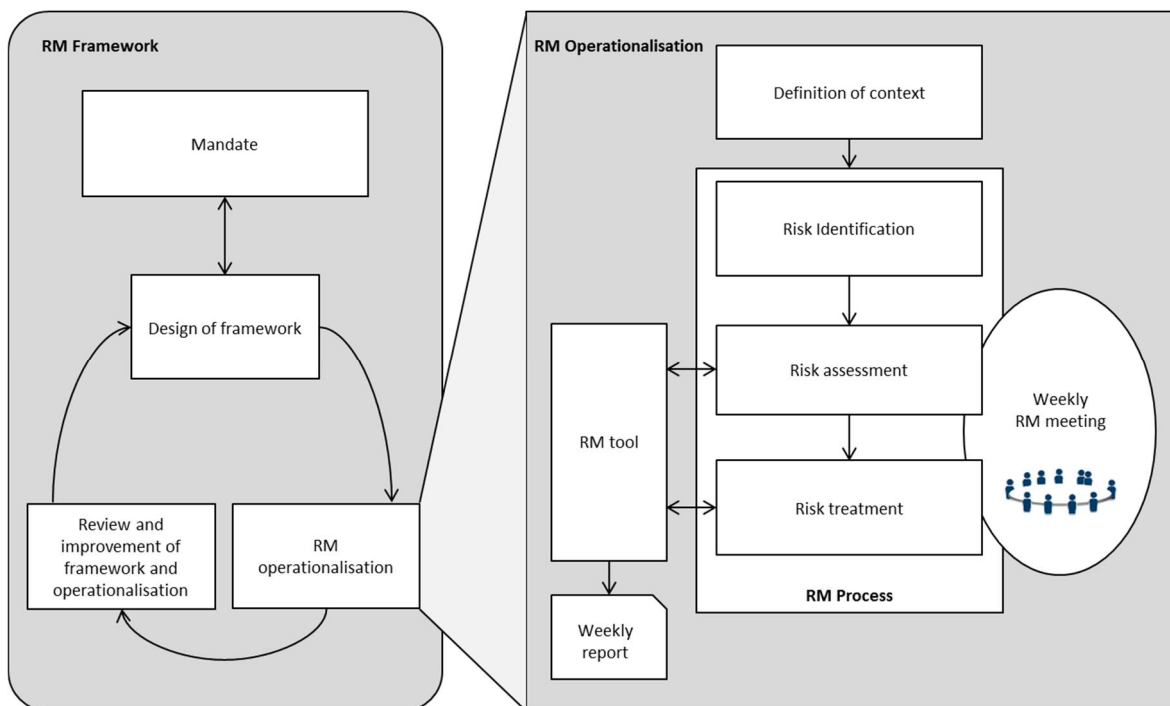 RM Framework
Mandate
Design of framework
Review and
improvement of
framework and
operationalisation
RM
operationalisation
RM Operationalisation
Definition of context
Risk Identification
Risk assessment
Risk treatment
RM Process
RM tool
Weekly
report
Weekly
RM meeting